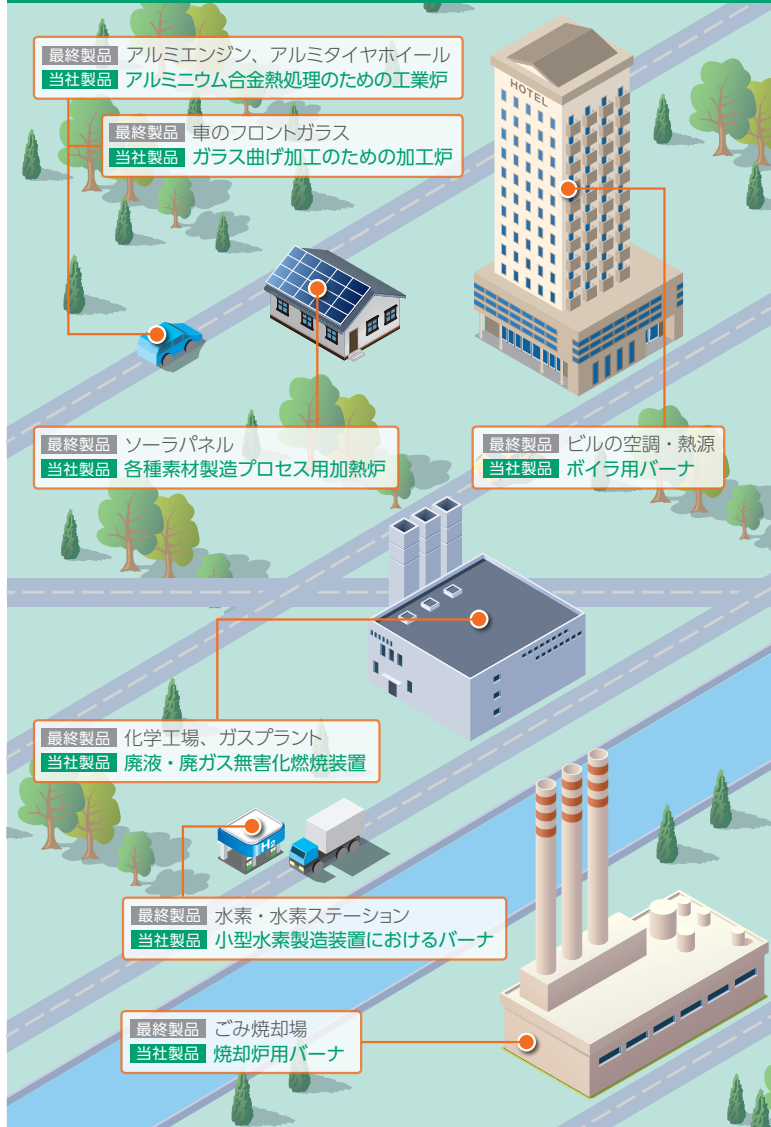 最終製品 アルミエンジン、アルミタイヤホイール
当社製品 アルミニウム合金熱処理のための工業炉
最終製品 車のフロントガラス
当社製品 ガラス曲げ加工のための加工炉
HOTEL
最終製品 ソーラパネル
当社製品 各種素材製造プロセス用加熱炉
最終製品 ビルの空調・熱源
当社製品 ボイラ用バーナ
最終製品 化学工場、ガスプラント
当社製品 廃液・廃ガス無害化燃焼装置
H2
最終製品 水素・水素ステーション
当社製品 小型水素製造装置におけるバーナ
最終製品 ごみ焼却場
当社製品 焼却炉用バーナ